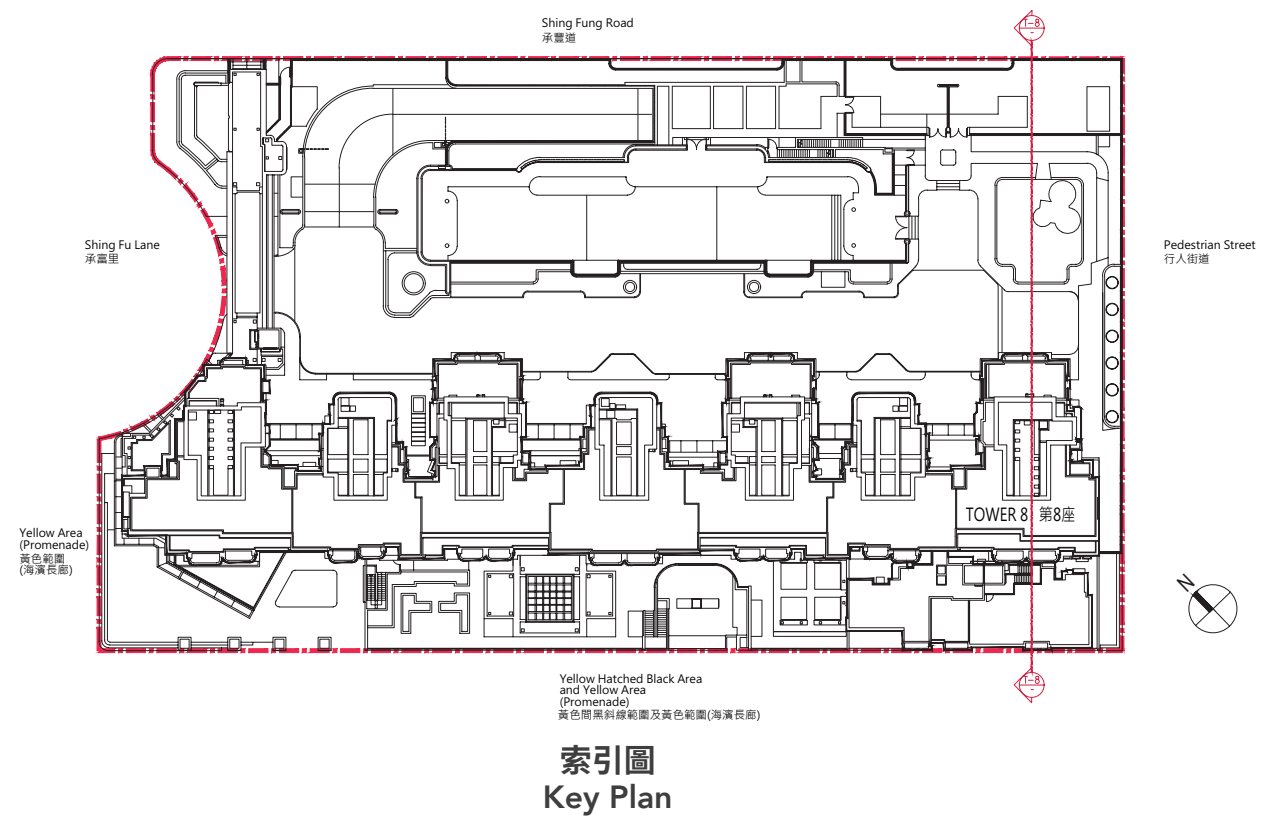 Shing Fung Road
承豐道
T-8
-
Shing Fu Lane
承富里
Pedestrian Street
行人街道
TOWER 8 第8座
Yellow Area
(Promenade)
黃色範圍
(海濱長廊)
N
T-8
-
Yellow Hatched Black Area
and Yellow Area
(Promenade)
黃色間黑斜線範圍及黃色範圍(海濱長廊)
索引圖
Key Plan